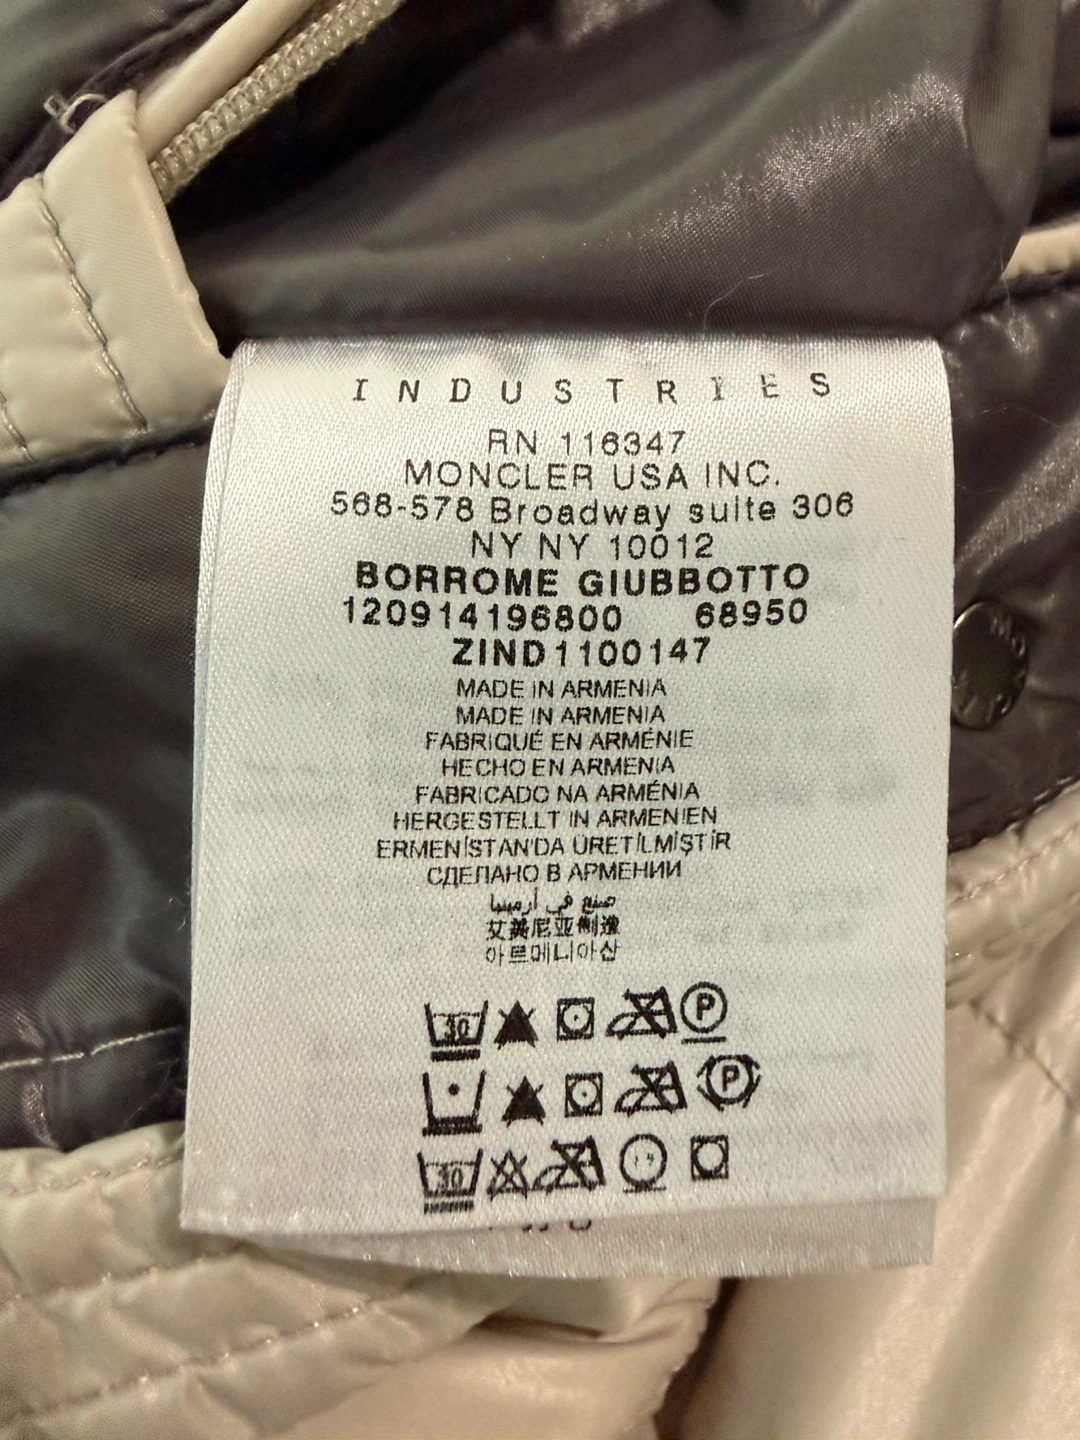 INDUSTRIES
RN 116347
MONCLER USA INC.
568-578 Broadway suite 306
NY NY 10012
BORROME GIUBBOTTO
120914196800 68950
ZIND1100147
MADE IN ARMENIA
MADE IN ARMENIA
FABRIQUÉ EN ARMÉNIE
HECHO EN ARMENIA
FABRICADO NA ARMÉNIA
HERGESTELLT IN ARMENIEN
ERMENİSTAN'DA ÜRETİLMİŞTİR
СДЕЛАНО В АРМЕНИИ
صنع في أرمينيا
艾美尼亚制造
아르메니아산
30 P
P
30